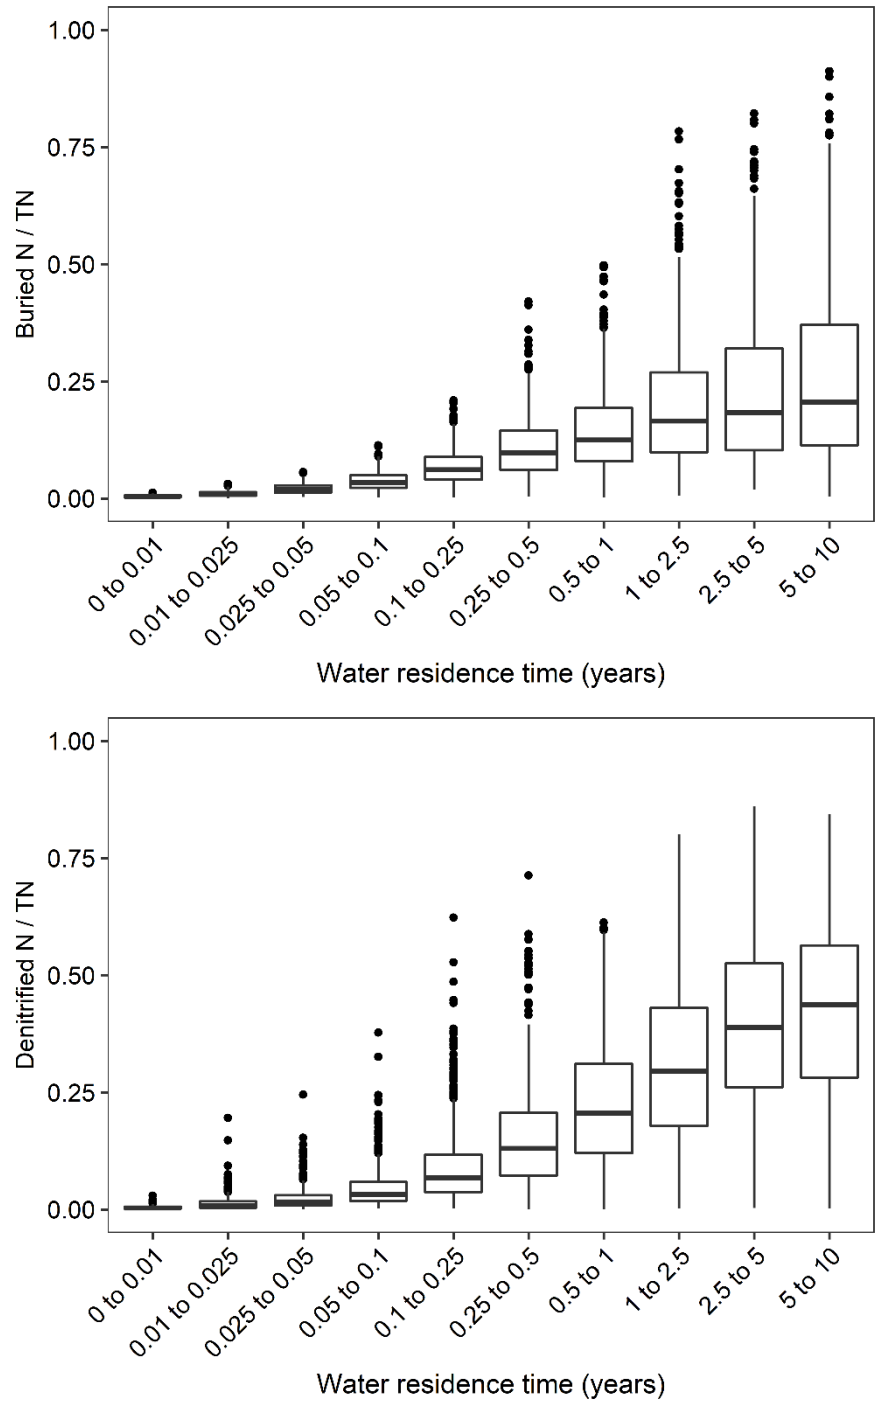 1.00
0.75
0.50
0.25
0.00
Buried N / TN
0 to 0.01
0.01 to 0.025
0.025 to 0.05
0.05 to 0.1
0.1 to 0.25
0.25 to 0.5
0.5 to 1
1 to 2.5
2.5 to 5
5 to 10
Water residence time (years)
1.00
0.75
0.50
0.25
0.00
Denitrified N / TN
0 to 0.01
0.01 to 0.025
0.025 to 0.05
0.05 to 0.1
0.1 to 0.25
0.25 to 0.5
0.5 to 1
1 to 2.5
2.5 to 5
5 to 10
Water residence time (years)